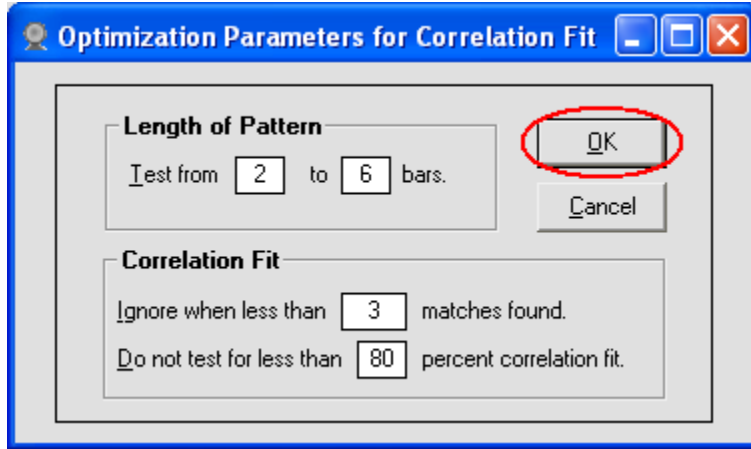 Optimization Parameters for Correlation Fit
Length of Pattern
Test from 2 to 6 bars.
OK
Cancel
Correlation Fit
Ignore when less than 3 matches found.
Do not test for less than 80 percent correlation fit.